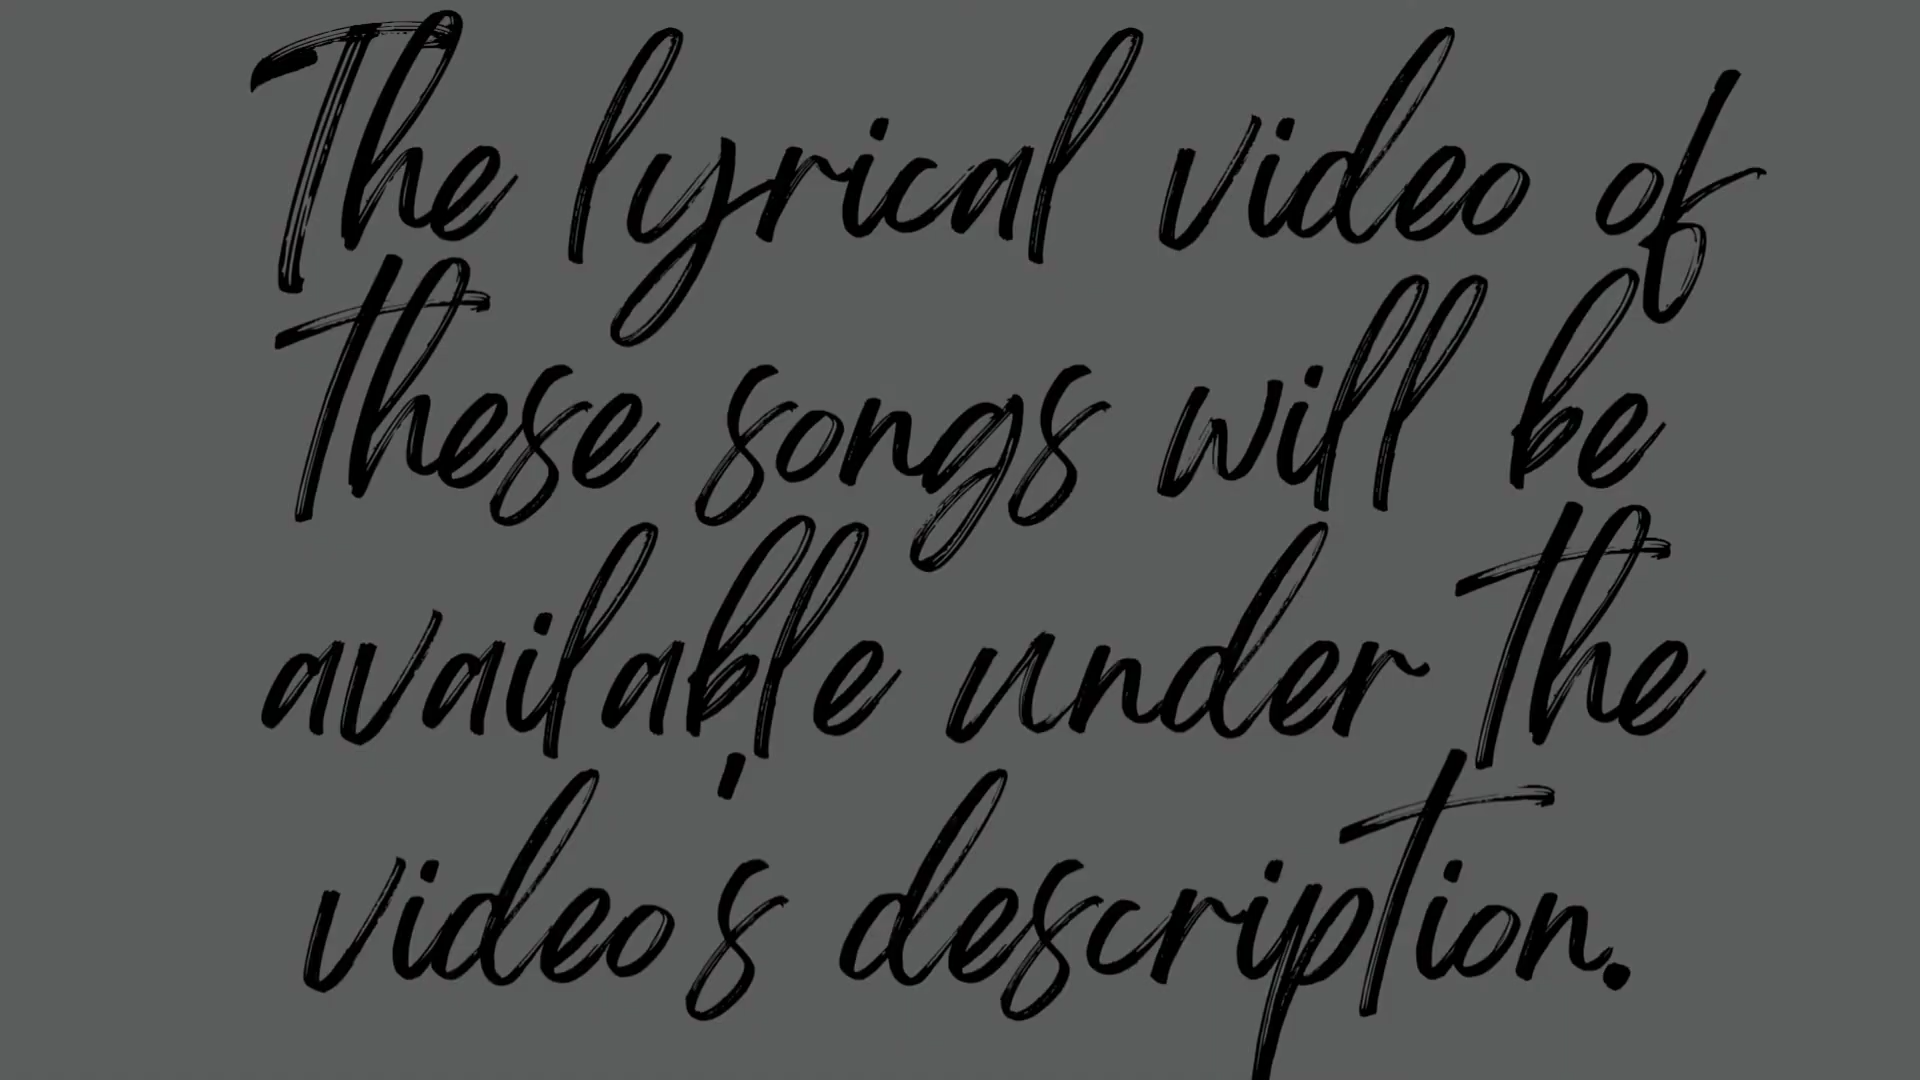 The lyrical video of
these songs will be
available under the
video's description.